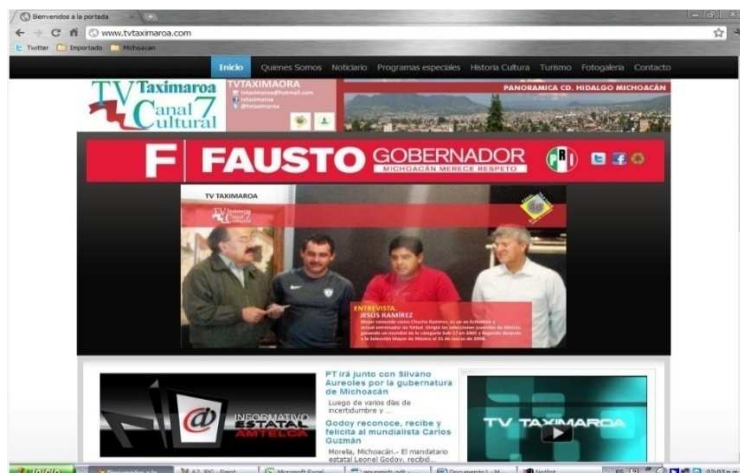 Bienvenidos a la portada
www.tvtaximaroa.com
Twitter Importado Michoacan
Inicio Quienes Somos Noticiario Programas especiales Historia Cultura Turismo Fotogaleria Contacto
TV Taximaroa
Canal 7
Cultural
TVTAXIMAORA
PANORAMICA CD. HIDALGO MICHOACÁN
F FAUSTO GOBERNADOR
MICHOACÁN MERECE RESPETO
PRI
TV TAXIMAROA
ENTREVISTA.
JESÚS RAMÍREZ
PT irá junto con Silvano
Aureoles por la gubernatura
de Michoacán
Luego de varios días de
incertidumbre y ...
Godoy reconoce, recibe y
felicita al mundialista Carlos
Guzmán
Morelia, Michoacán.- El mandatario
estatal Leonel Godoy, recibió
INFORMATIVO
ESTATAL
AMTELCA
TV TAXIMAROA